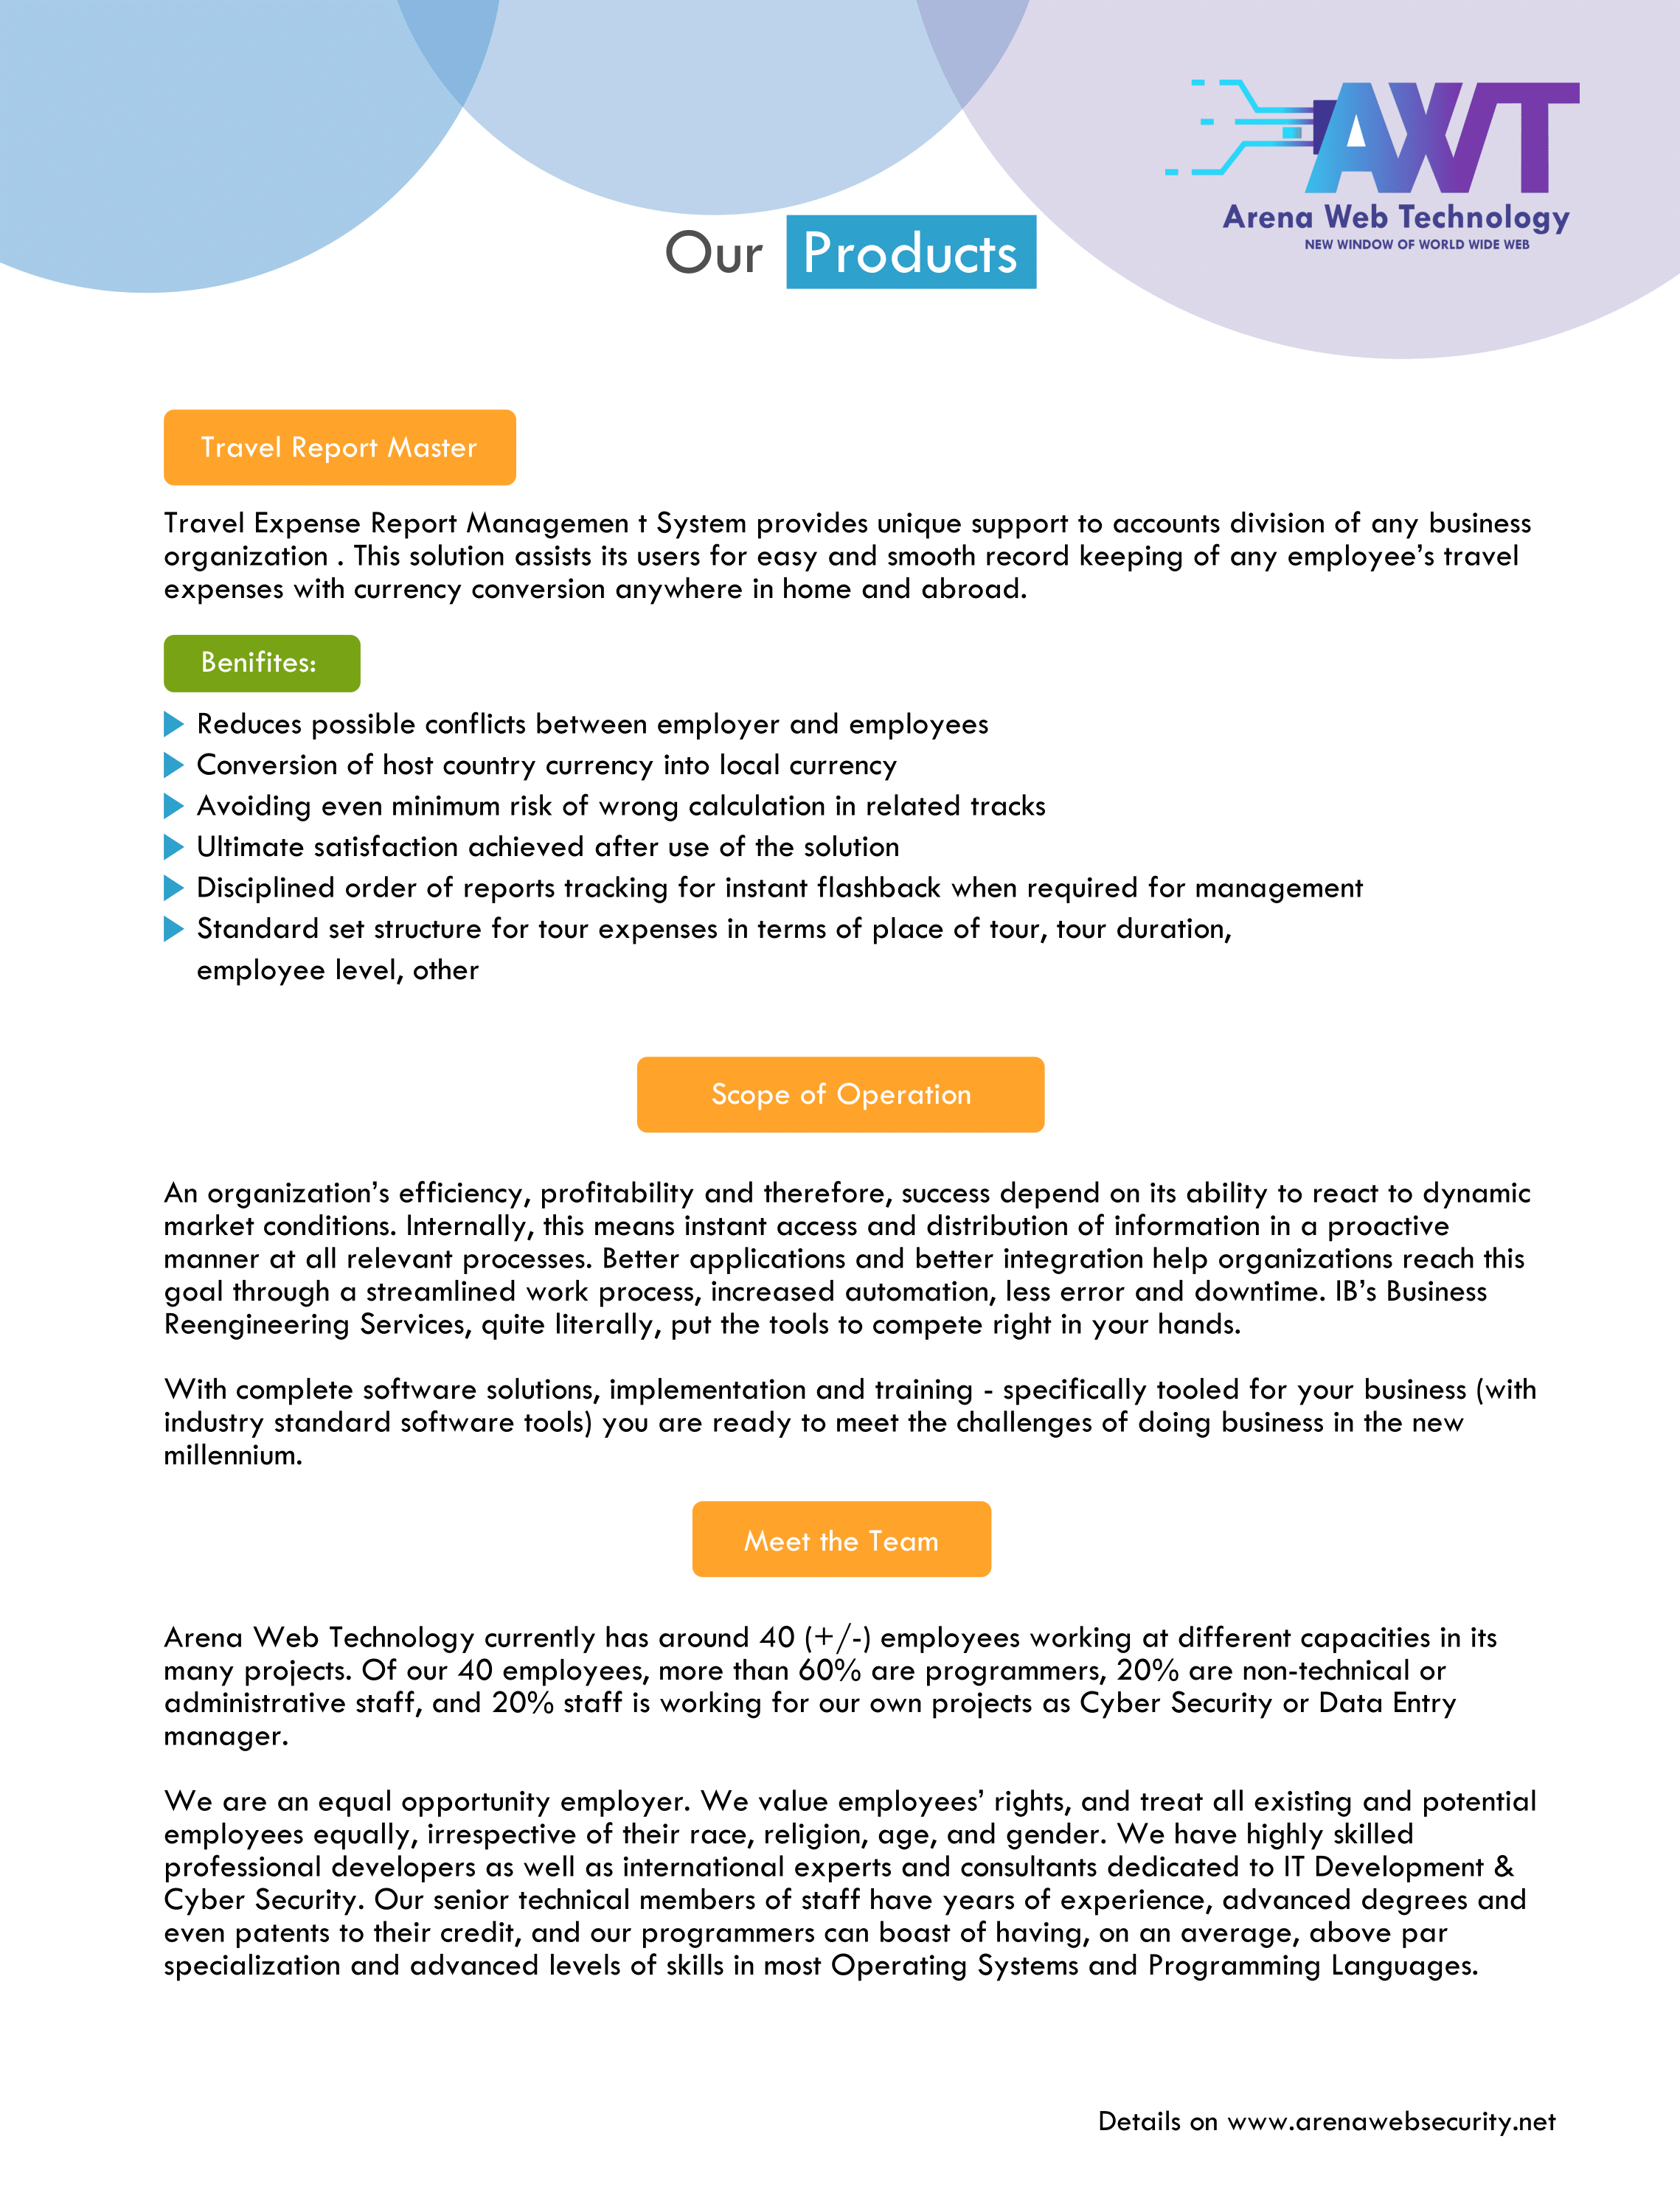 AWT
Arena Web Technology
NEW WINDOW OF WORLD WIDE WEB
Our Products
Travel Report Master
Travel Expense Report Managemen t System provides unique support to accounts division of any business
organization . This solution assists its users for easy and smooth record keeping of any employee’s travel
expenses with currency conversion anywhere in home and abroad.
Benifites:
Reduces possible conflicts between employer and employees
Conversion of host country currency into local currency
Avoiding even minimum risk of wrong calculation in related tracks
Ultimate satisfaction achieved after use of the solution
Disciplined order of reports tracking for instant flashback when required for management
Standard set structure for tour expenses in terms of place of tour, tour duration,
employee level, other
Scope of Operation
An organization’s efficiency, profitability and therefore, success depend on its ability to react to dynamic
market conditions. Internally, this means instant access and distribution of information in a proactive
manner at all relevant processes. Better applications and better integration help organizations reach this
goal through a streamlined work process, increased automation, less error and downtime. IB’s Business
Reengineering Services, quite literally, put the tools to compete right in your hands.
With complete software solutions, implementation and training - specifically tooled for your business (with
industry standard software tools) you are ready to meet the challenges of doing business in the new
millennium.
Meet the Team
Arena Web Technology currently has around 40 (+/-) employees working at different capacities in its
many projects. Of our 40 employees, more than 60% are programmers, 20% are non-technical or
administrative staff, and 20% staff is working for our own projects as Cyber Security or Data Entry
manager.
We are an equal opportunity employer. We value employees’ rights, and treat all existing and potential
employees equally, irrespective of their race, religion, age, and gender. We have highly skilled
professional developers as well as international experts and consultants dedicated to IT Development &
Cyber Security. Our senior technical members of staff have years of experience, advanced degrees and
even patents to their credit, and our programmers can boast of having, on an average, above par
specialization and advanced levels of skills in most Operating Systems and Programming Languages.
Details on www.arenawebsecurity.net